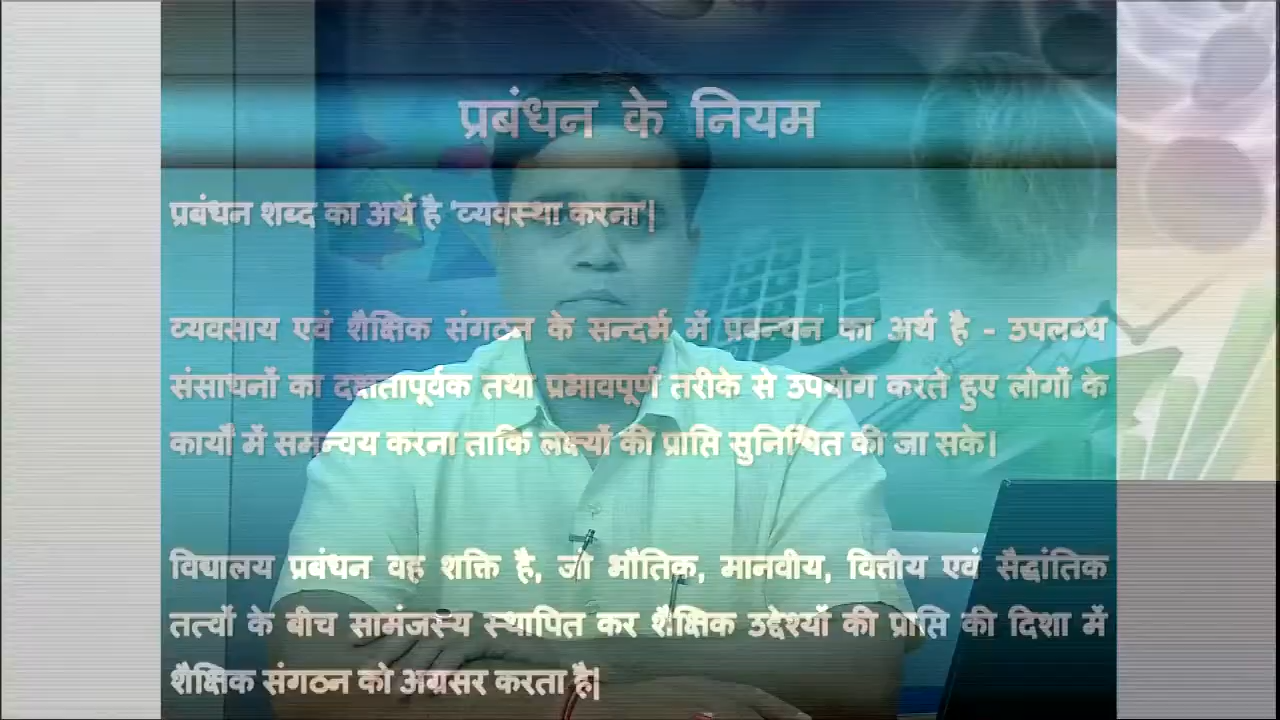 प्रबंधन के नियम
प्रबंधन शब्द का अर्थ है 'व्यवस्था करना'|
व्यवसाय एवं शैक्षिक संगठन के सन्दर्भ में प्रबन्धन का अर्थ है - उपलब्ध
संसाधनों का दक्षतापूर्वक तथा प्रभावपूर्ण तरीके से उपयोग करते हुए लोगों के
कार्यों में समन्वय करना ताकि लक्ष्यों की प्राप्ति सुनिश्चित की जा सके|
विद्यालय प्रबंधन वह शक्ति है, जो भौतिक, मानवीय, वित्तीय एवं सैद्धांतिक
तत्वों के बीच सामंजस्य स्थापित कर शैक्षिक उद्देश्यों की प्राप्ति की दिशा में
शैक्षिक संगठन को अग्रसर करता है|